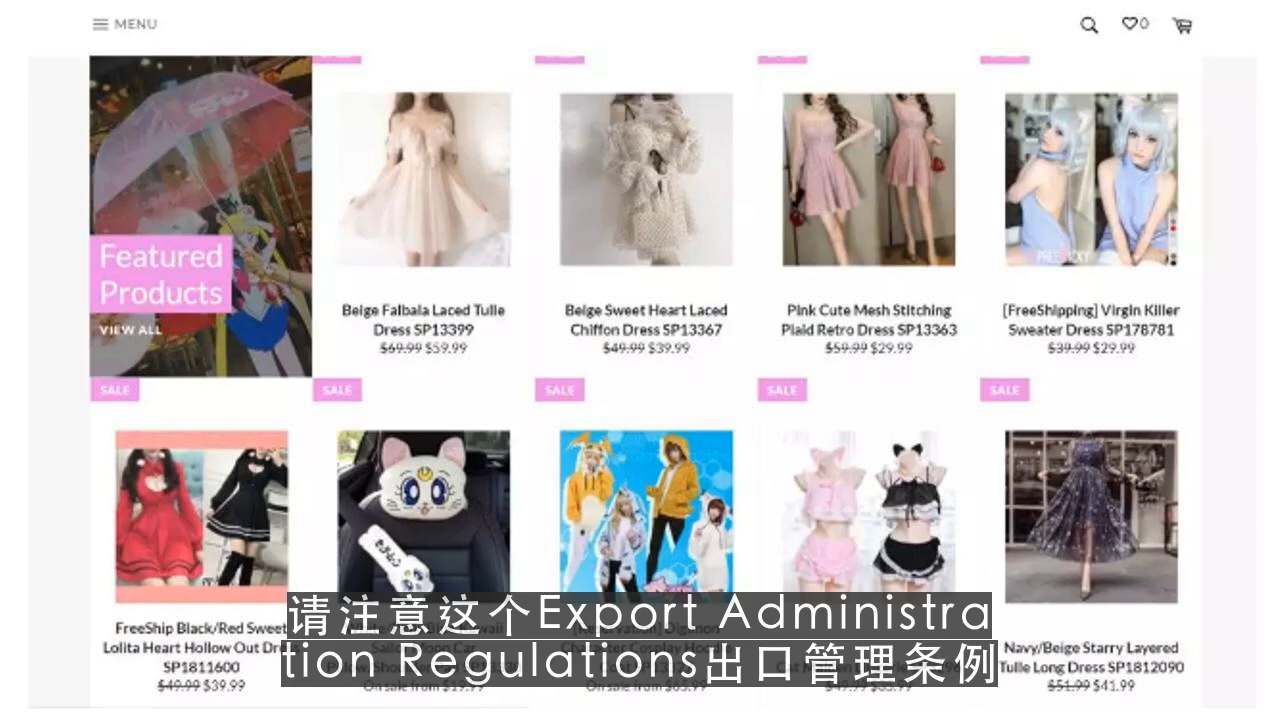 MENU
0
Featured
Products
VIEW ALL
Beige Falbala Laced Tulle
Dress SP13399
$69.99 $59.99
Beige Sweet Heart Laced
Chiffon Dress SP13367
$49.99 $39.99
Pink Cute Mesh Stitching
Plaid Retro Dress SP13363
$59.99 $29.99
[FreeShipping] Virgin Killer
Sweater Dress SP178781
$39.99 $29.99
SALE
SALE
SALE
SALE
SALE
FreeShip Black/Red Sweet
Lolita Heart Hollow Out Dress
SP1811600
$49.99 $39.99
Navy/Beige Starry Layered
Tulle Long Dress SP1812090
$51.99 $41.99
请注意这个Export Administra
tion Regulations出口管理条例